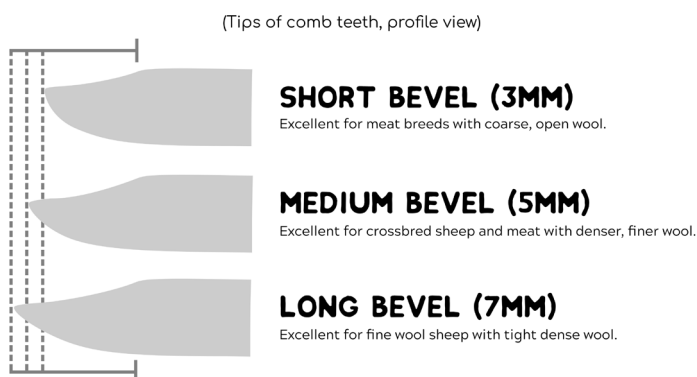 (Tips of comb teeth, profile view)
SHORT BEVEL (3MM)
Excellent for meat breeds with coarse, open wool.
MEDIUM BEVEL (5MM)
Excellent for crossbred sheep and meat with denser, finer wool.
LONG BEVEL (7MM)
Excellent for fine wool sheep with tight dense wool.